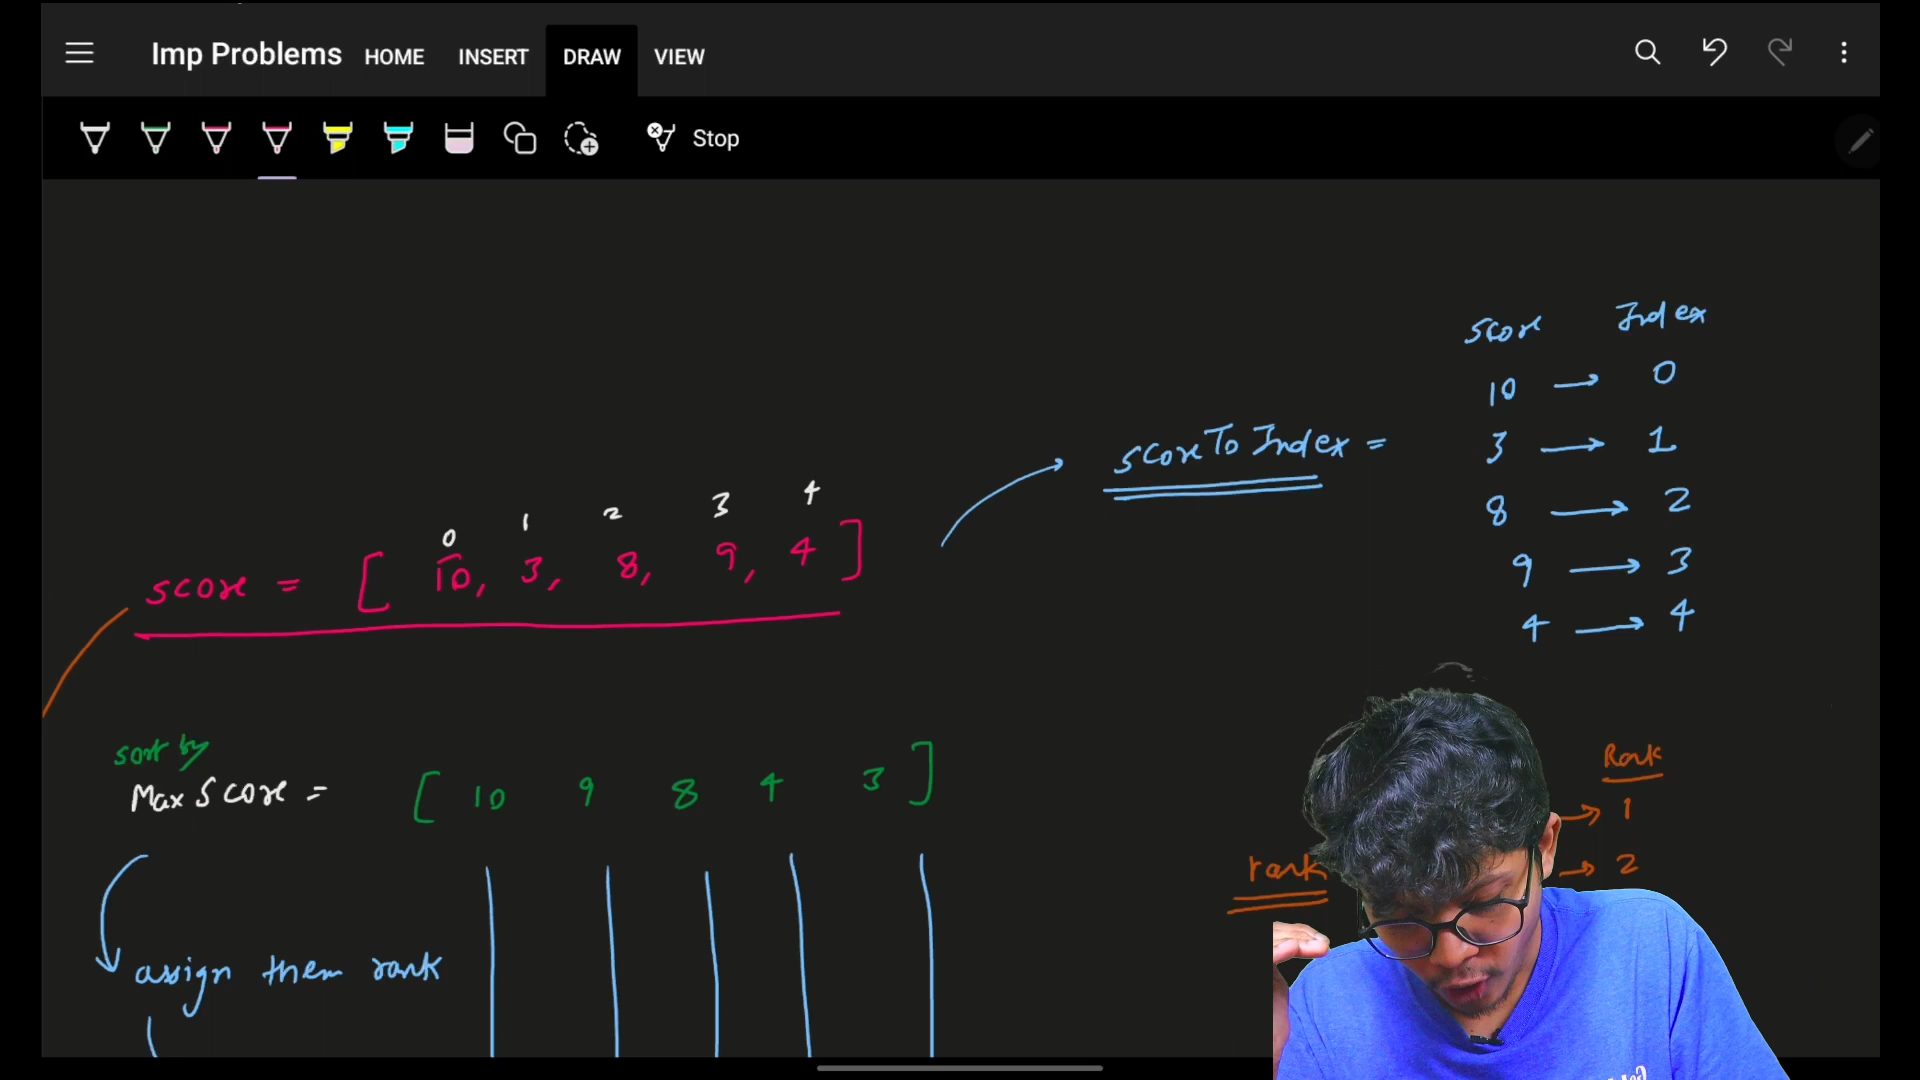 Imp Problems HOME INSERT DRAW VIEW
Stop
Score Index
10 → 0
3 → 1
scoreToIndex =
8 → 2
9 → 3
4 → 4
0 1 2 3 4
score = [ 10, 3, 8, 9, 4 ]
sort by
Max Score = [ 10 9 8 4 3 ]
Rank
→ 1
rank → 2
assign them rank